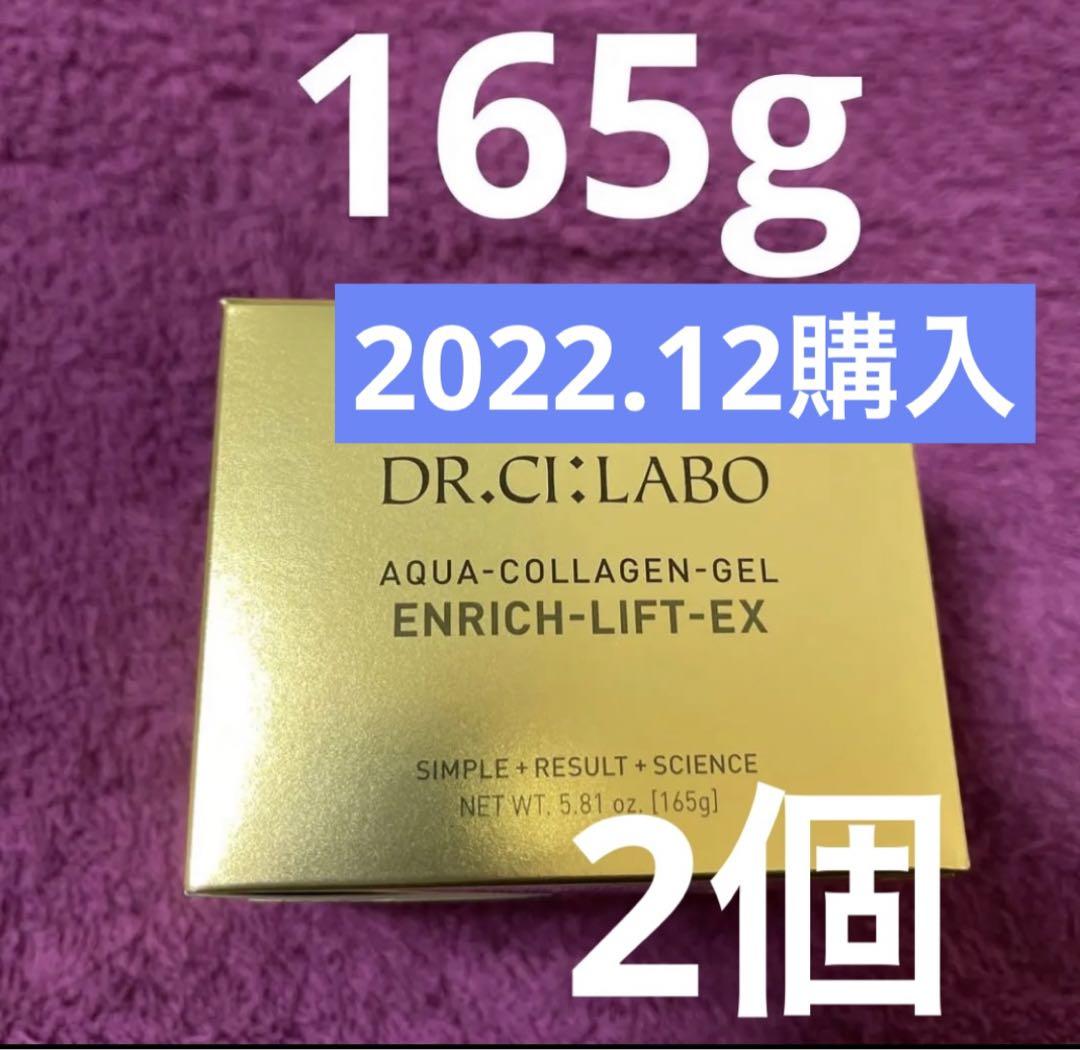 165g
2022.12購入
DR.CI:LABO
AQUA-COLLAGEN-GEL
ENRICH-LIFT-EX
SIMPLE + RESULT + SCIENCE
NET WT. 5.81 oz. [165g]
2個